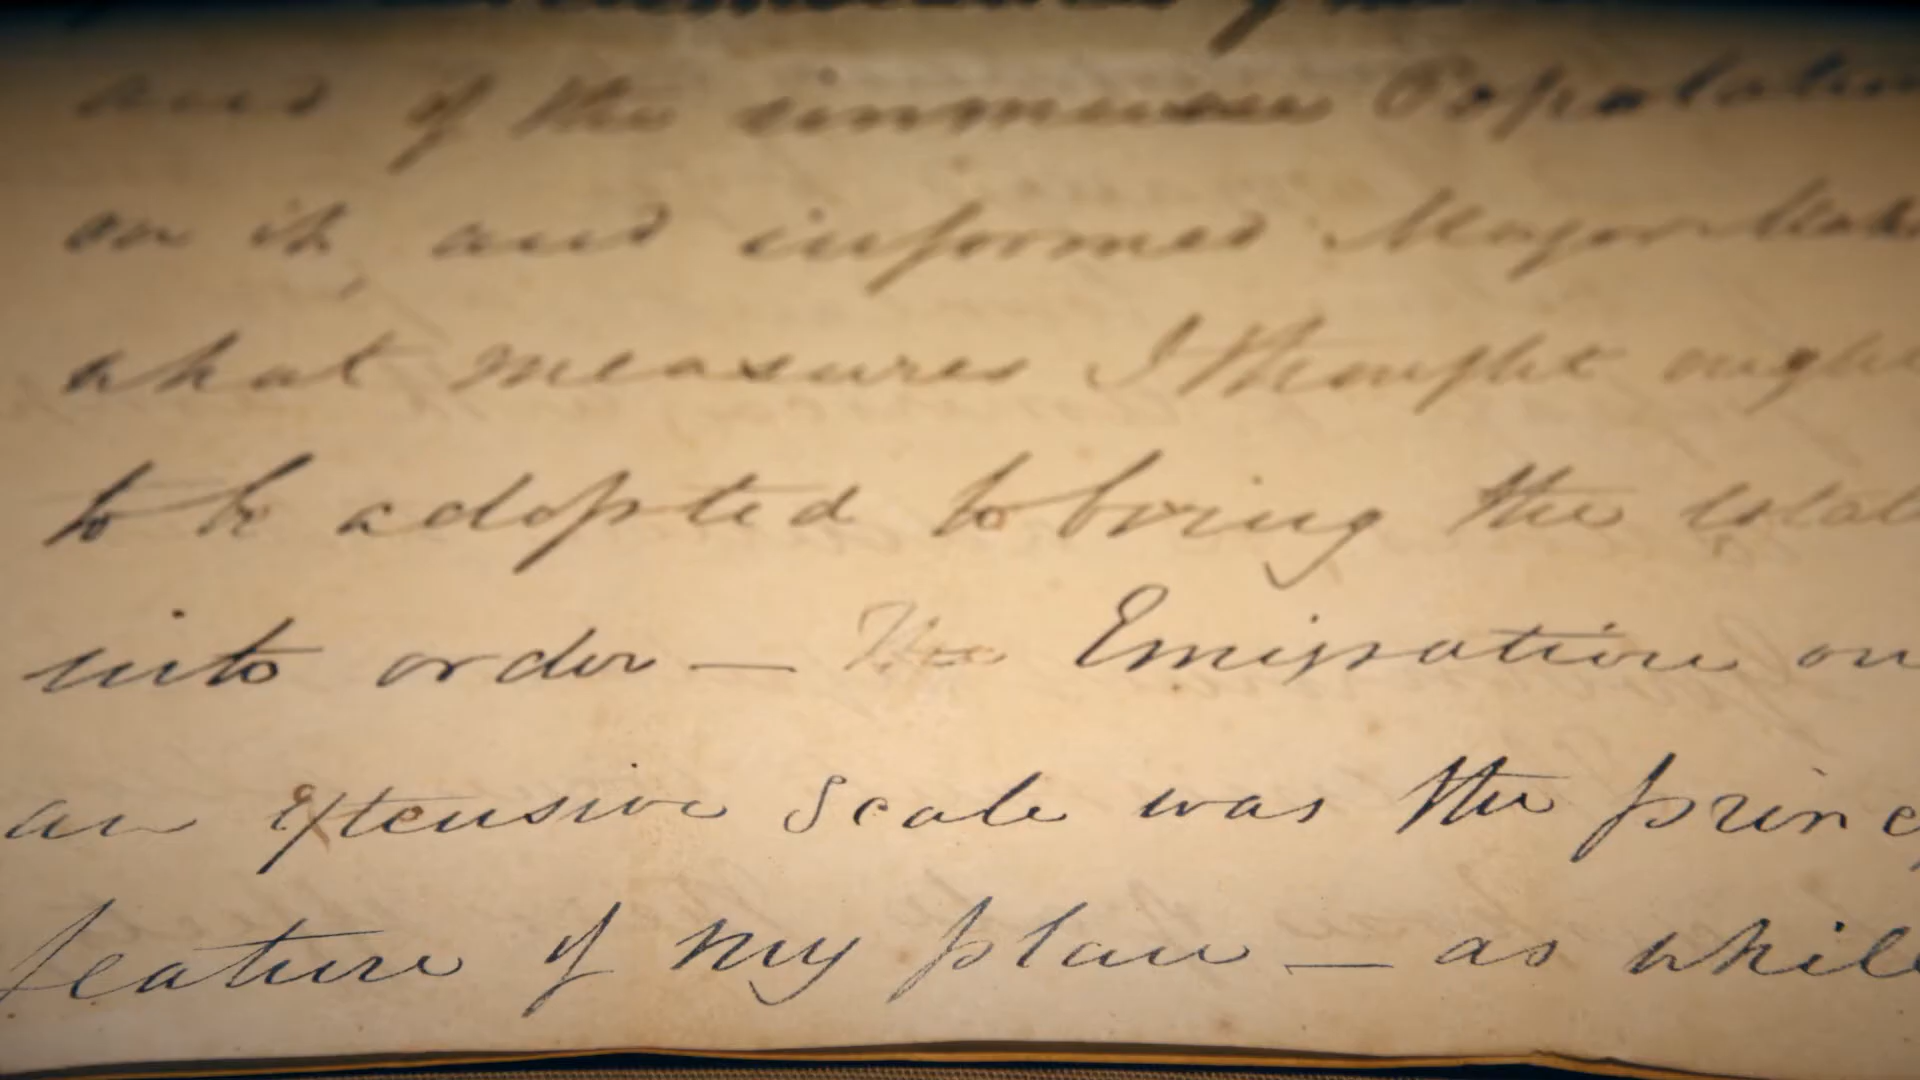 and of the immense Population
on it, and informed Major Mahon
what measures I thought ought
to be adopted to bring the
into order — The Emigration on
an extensive scale was the princ
feature of my plan — as while